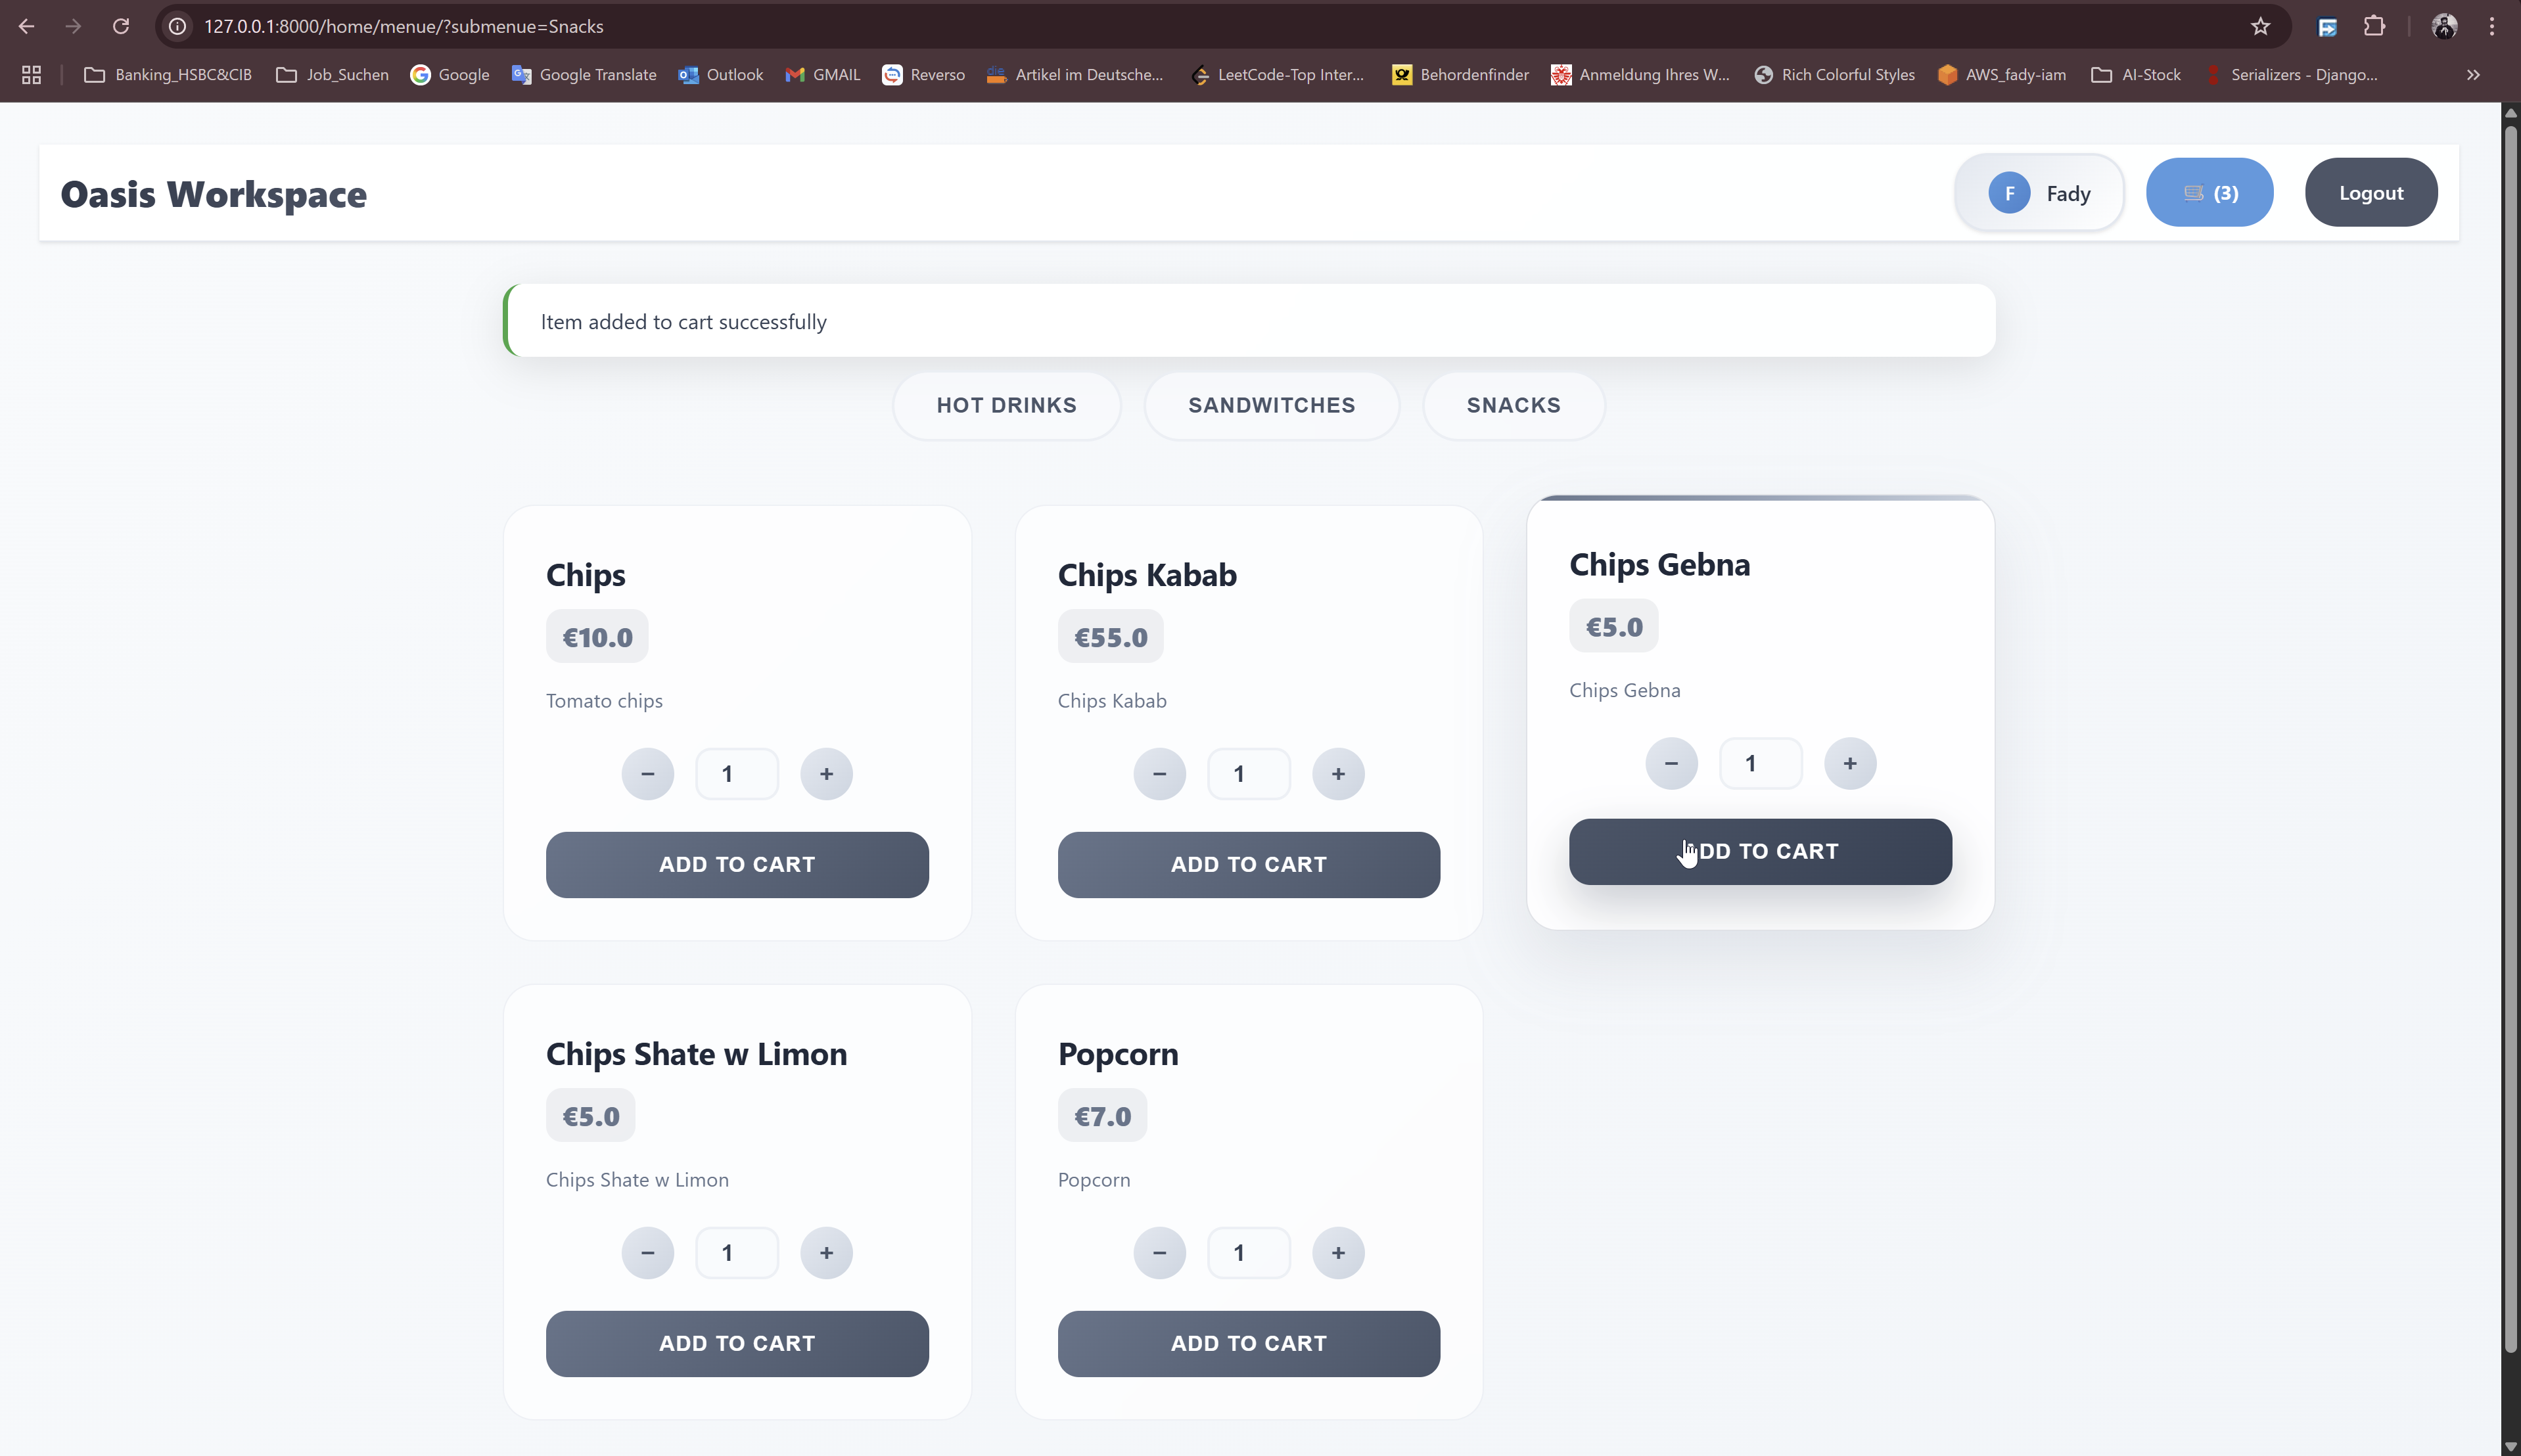 127.0.0.1:8000/home/menue/?submenue=Snacks
Banking_HSBC&CIB Job_Suchen Google Google Translate Outlook GMAIL Reverso Artikel im Deutsche... LeetCode-Top Inter... Behordenfinder Anmeldung Ihres W... Rich Colorful Styles AWS_fady-iam AI-Stock Serializers - Django...
Oasis Workspace
F Fady
(3)
Logout
Item added to cart successfully
HOT DRINKS SANDWITCHES SNACKS
Chips
€10.0
Tomato chips
− 1 +
ADD TO CART
Chips Kabab
€55.0
Chips Kabab
− 1 +
ADD TO CART
Chips Gebna
€5.0
Chips Gebna
− 1 +
ADD TO CART
Chips Shate w Limon
€5.0
Chips Shate w Limon
− 1 +
ADD TO CART
Popcorn
€7.0
Popcorn
− 1 +
ADD TO CART